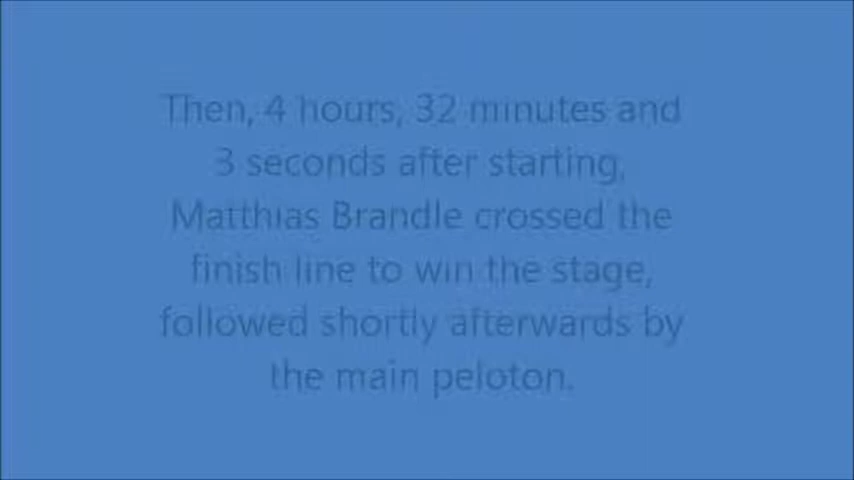 Then, 4 hours, 32 minutes and
3 seconds after starting,
Matthias Brandle crossed the
finish line to win the stage,
followed shortly afterwards by
the main peloton.